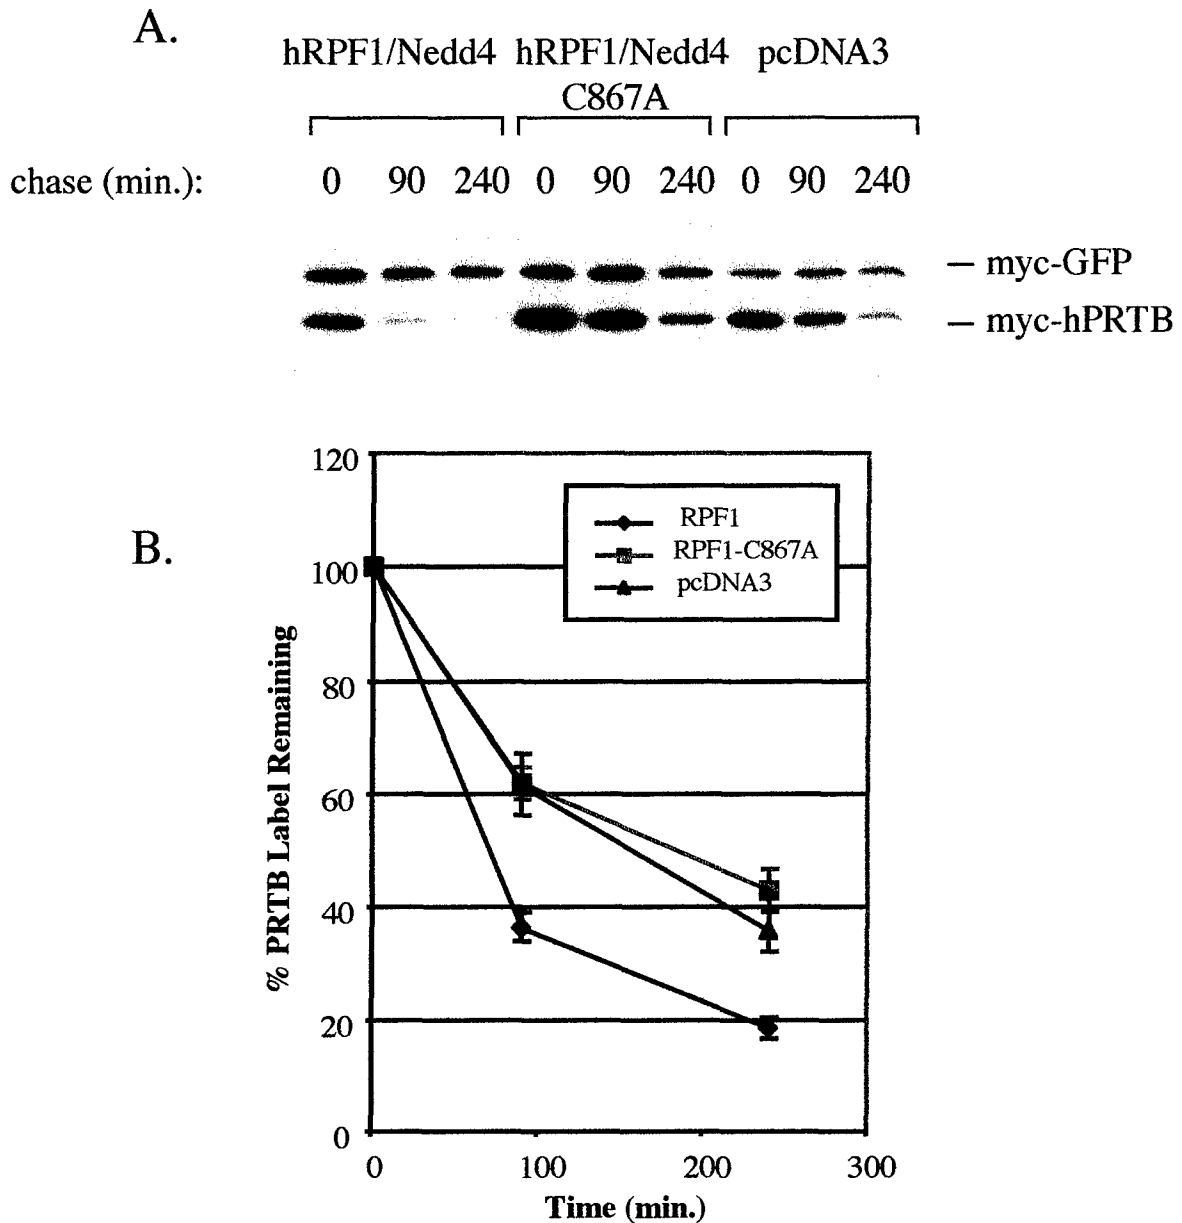 A.
hRPF1/Nedd4 hRPF1/Nedd4 pcDNA3
C867A
chase (min.): 0 90 240 0 90 240 0 90 240
– myc-GFP
– myc-hPRTB
B.
% PRTB Label Remaining
120
100
80
60
40
20
0
RPF1
RPF1-C867A
pcDNA3
0 100 200 300
Time (min.)